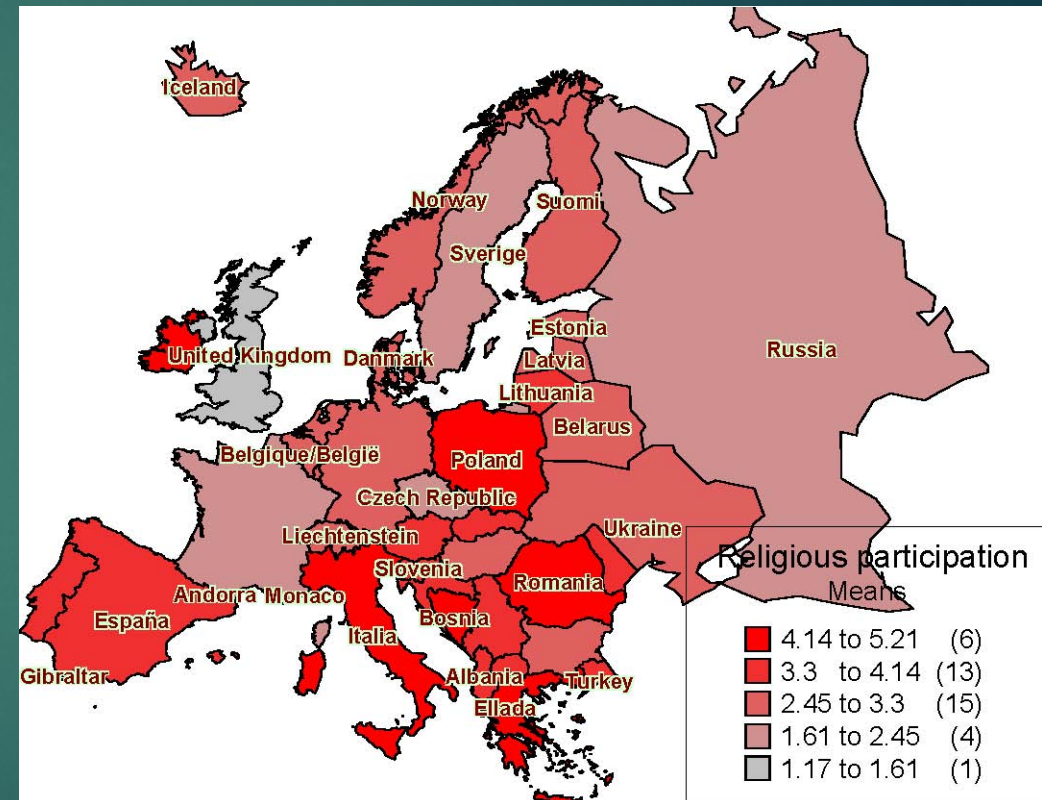 Iceland
Norway
Suomi
Sverige
Estonia
Russia
United Kingdom
Danmark
Latvia
Lithuania
Belarus
Belgique/België
Poland
Czech Republic
Ukraine
Liechtenstein
Slovenia
Romania
Andorra
Monaco
España
Bosnia
Italia
Gibraltar
Albania
Turkey
Ellada
Religious participation
Means
4.14 to 5.21 (6)
3.3 to 4.14 (13)
2.45 to 3.3 (15)
1.61 to 2.45 (4)
1.17 to 1.61 (1)